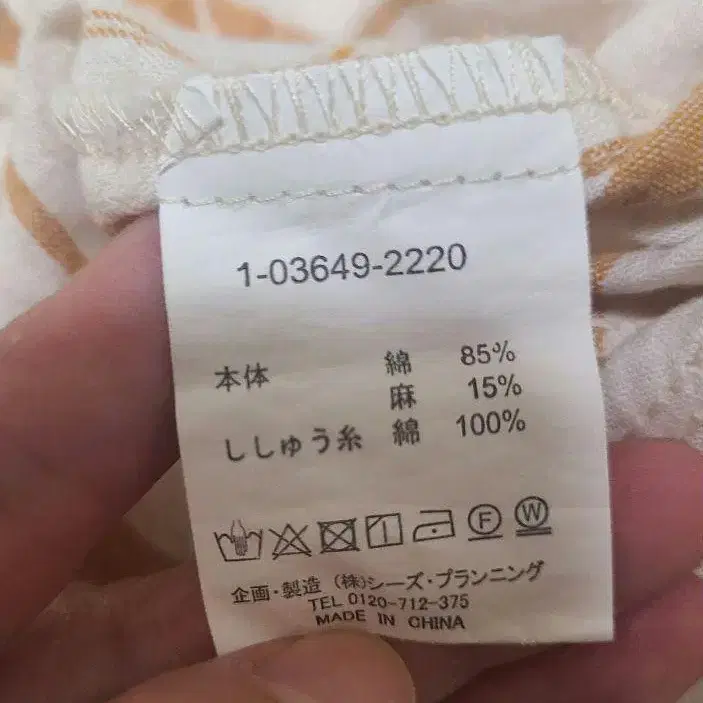 1-03649-2220
本体 綿 85%
麻 15%
ししゅう糸 綿 100%
F W
企画・製造 (株)シーズ・プランニング
TEL 0120-712-375
MADE IN CHINA